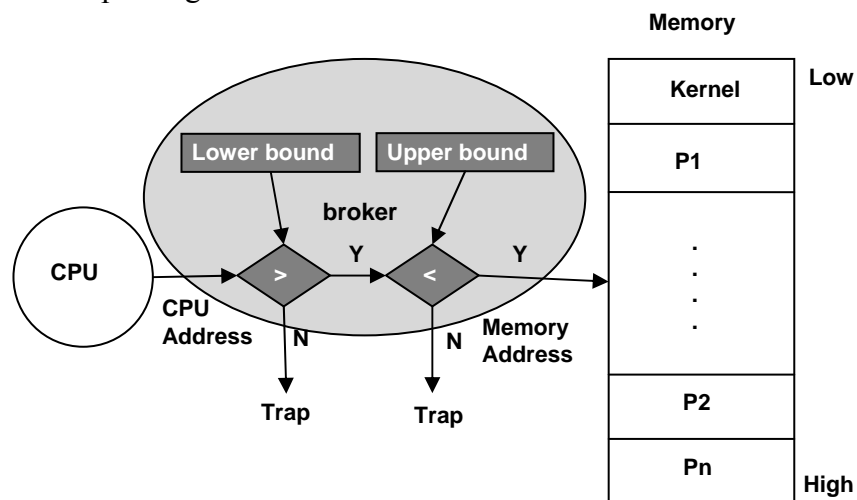 Memory
Kernel
Low
Lower bound
Upper bound
P1
broker
CPU
>
Y
<
Y
.
.
.
.
CPU
Address
N
N
Memory
Address
Trap
Trap
P2
Pn
High